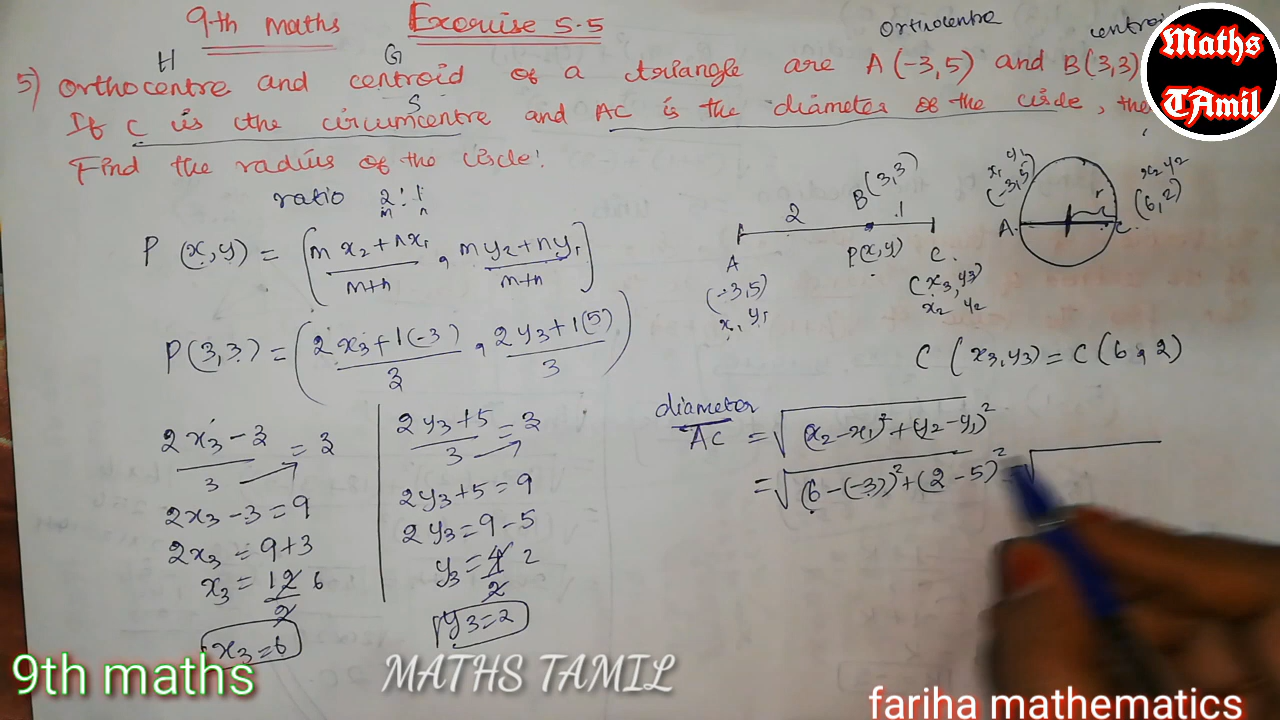 9-th maths Exercise 5.5
orthocentre
H G
5) Orthocentre and centroid of a triangle are A(-3,5) and B(3,3)
S
If C is the circumcentre and AC is the diameter of the circle,
Find the radius of the circle!
ratio 2:1
m n
P (x,y) = [mx₂+nx₁/m+n , my₂+ny₁/m+n]
P(3,3) = (2x₃+1(-3)/3 , 2y₃+1(5)/3)
2x₃-3/3 = 3
2x₃-3=9
2x₃ = 9+3
x₃ = 12/2 6
x₃=6
2y₃+5/3 = 3
2y₃+5=9
2y₃=9-5
y₃=4/2 2
y₃=2
2 B(3,3) 1
A P(x,y) C
(-3,5) (x₃,y₃)
x₁ y₁ x₂ y₂
x₁ y₁ x₂ y₂
(-3,5) r (6,2)
A C
C (x₃,y₃) = C(6,2)
diameter
AC = √(x₂-x₁)²+(y₂-y₁)²
= √(6-(-3))²+(2-5)² √
Maths
TAmil
9th maths
MATHS TAMIL
fariha mathematics